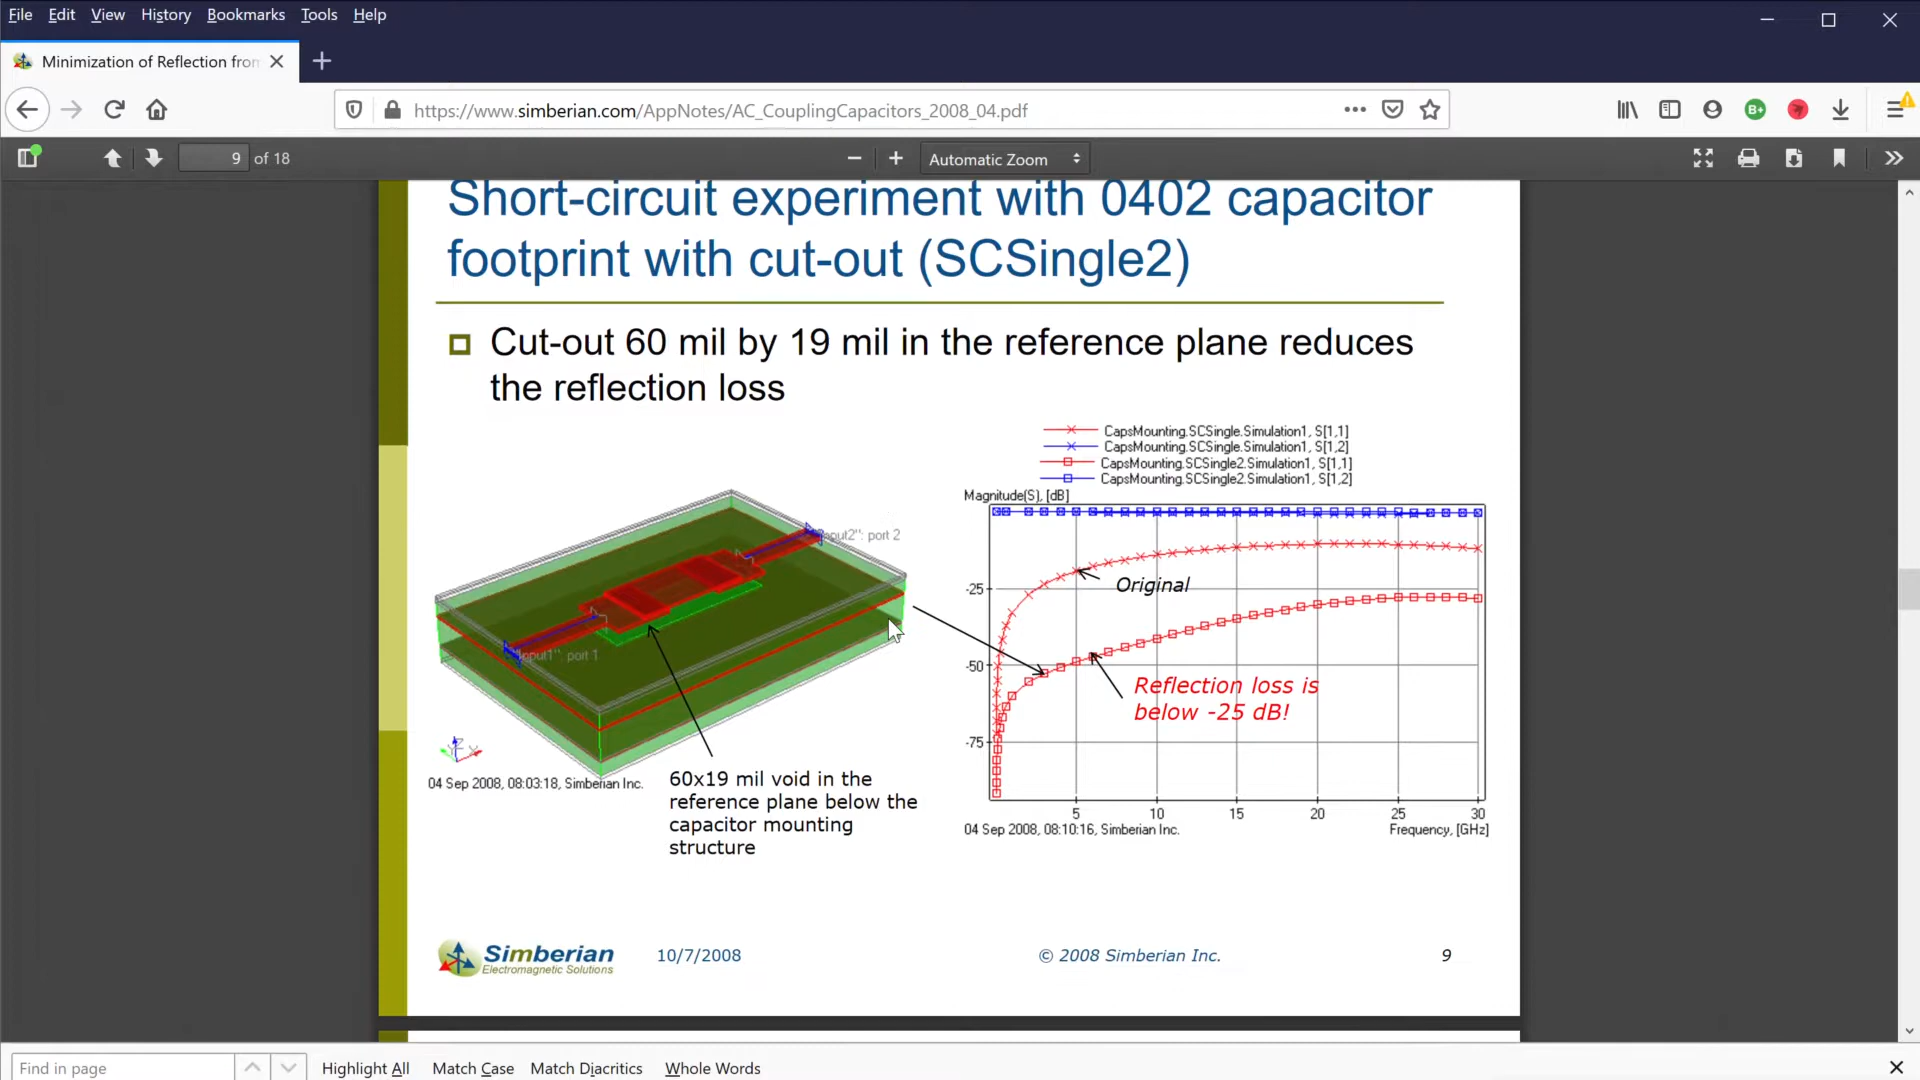 File Edit View History Bookmarks Tools Help
Minimization of Reflection from
https://www.simberian.com/AppNotes/AC_CouplingCapacitors_2008_04.pdf
B+
9 of 18
Automatic Zoom
Short-circuit experiment with 0402 capacitor
footprint with cut-out (SCSingle2)
Cut-out 60 mil by 19 mil in the reference plane reduces
the reflection loss
CapsMounting.SCSingle.Simulation1, S[1,1]
CapsMounting.SCSingle.Simulation1, S[1,2]
CapsMounting.SCSingle2.Simulation1, S[1,1]
CapsMounting.SCSingle2.Simulation1, S[1,2]
Magnitude(S), [dB]
-25
-50
-75
5 10 15 20 25 30
Original
Reflection loss is
below -25 dB!
04 Sep 2008, 08:10:16, Simberian Inc.
Frequency, [GHz]
port 2
"Input1": port 1
04 Sep 2008, 08:03:18, Simberian Inc.
60x19 mil void in the
reference plane below the
capacitor mounting
structure
Simberian
Electromagnetic Solutions
10/7/2008
© 2008 Simberian Inc.
9
Find in page
Highlight All Match Case Match Diacritics Whole Words